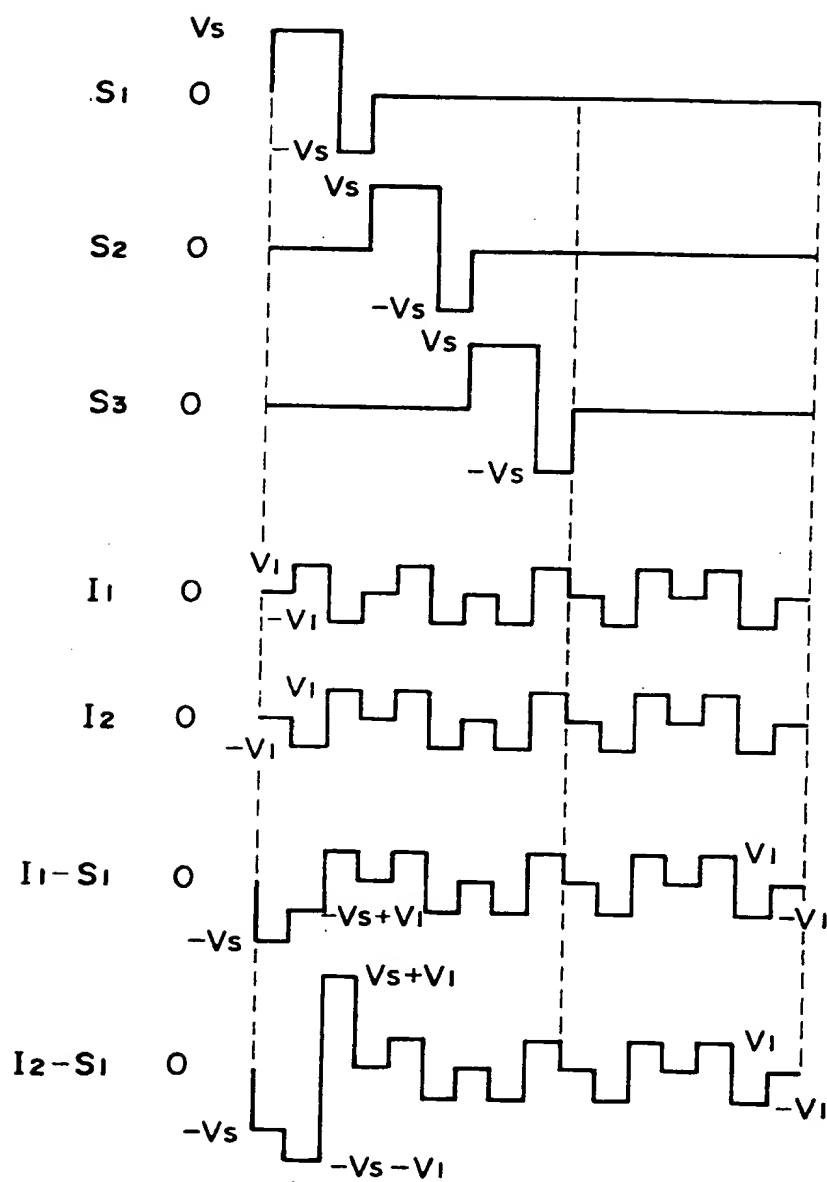 Vs
S1 0
-Vs
Vs
S2 0
-Vs
Vs
S3 0
-Vs
V1
I1 0
-V1
V1
I2 0
-V1
I1-S1 0
V1
-Vs+V1
-V1
-Vs
Vs+V1
I2-S1 0
V1
-V1
-Vs
-Vs-V1